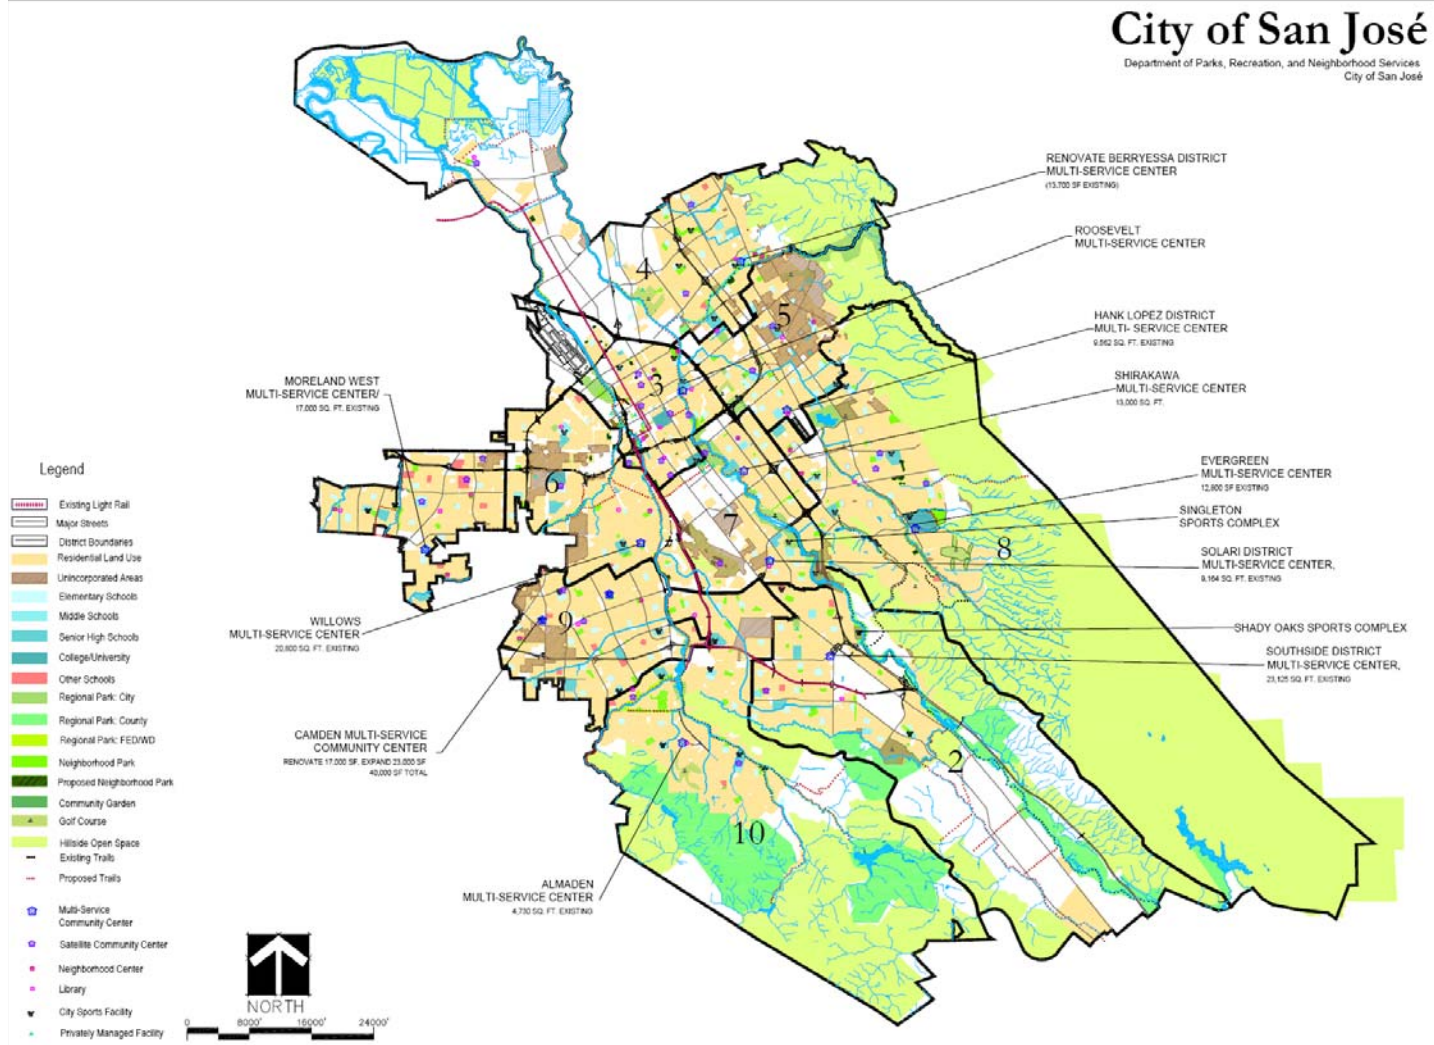 City of San José
Department of Parks, Recreation, and Neighborhood Services
City of San José
RENOVATE BERRYESSA DISTRICT
MULTI-SERVICE CENTER
(13,700 SF EXISTING)
ROOSEVELT
MULTI-SERVICE CENTER
HANK LOPEZ DISTRICT
MULTI- SERVICE CENTER
9,562 SQ. FT. EXISTING
SHIRAKAWA
MULTI-SERVICE CENTER
13,000 SQ. FT.
EVERGREEN
MULTI-SERVICE CENTER
12,800 SF EXISTING
SINGLETON
SPORTS COMPLEX
SOLARI DISTRICT
MULTI-SERVICE CENTER,
9,164 SQ. FT. EXISTING
SHADY OAKS SPORTS COMPLEX
SOUTHSIDE DISTRICT
MULTI-SERVICE CENTER,
23,125 SQ. FT. EXISTING
MORELAND WEST
MULTI-SERVICE CENTER/
17,000 SQ. FT. EXISTING
WILLOWS
MULTI-SERVICE CENTER
20,800 SQ. FT. EXISTING
CAMDEN MULTI-SERVICE
COMMUNITY CENTER
RENOVATE 17,000 SF, EXPAND 23,000 SF
40,000 SF TOTAL
ALMADEN
MULTI-SERVICE CENTER
4,730 SQ. FT. EXISTING
4
5
3
6
7
8
9
2
10
Legend
Existing Light Rail
Major Streets
District Boundaries
Residential Land Use
Unincorporated Areas
Elementary Schools
Middle Schools
Senior High Schools
College/University
Other Schools
Regional Park: City
Regional Park: County
Regional Park: FED/WD
Neighborhood Park
Proposed Neighborhood Park
Community Garden
Golf Course
Hillside Open Space
Existing Trails
Proposed Trails
Multi-Service
Community Center
Satellite Community Center
Neighborhood Center
Library
City Sports Facility
Privately Managed Facility
NORTH
0 8000' 16000' 24000'